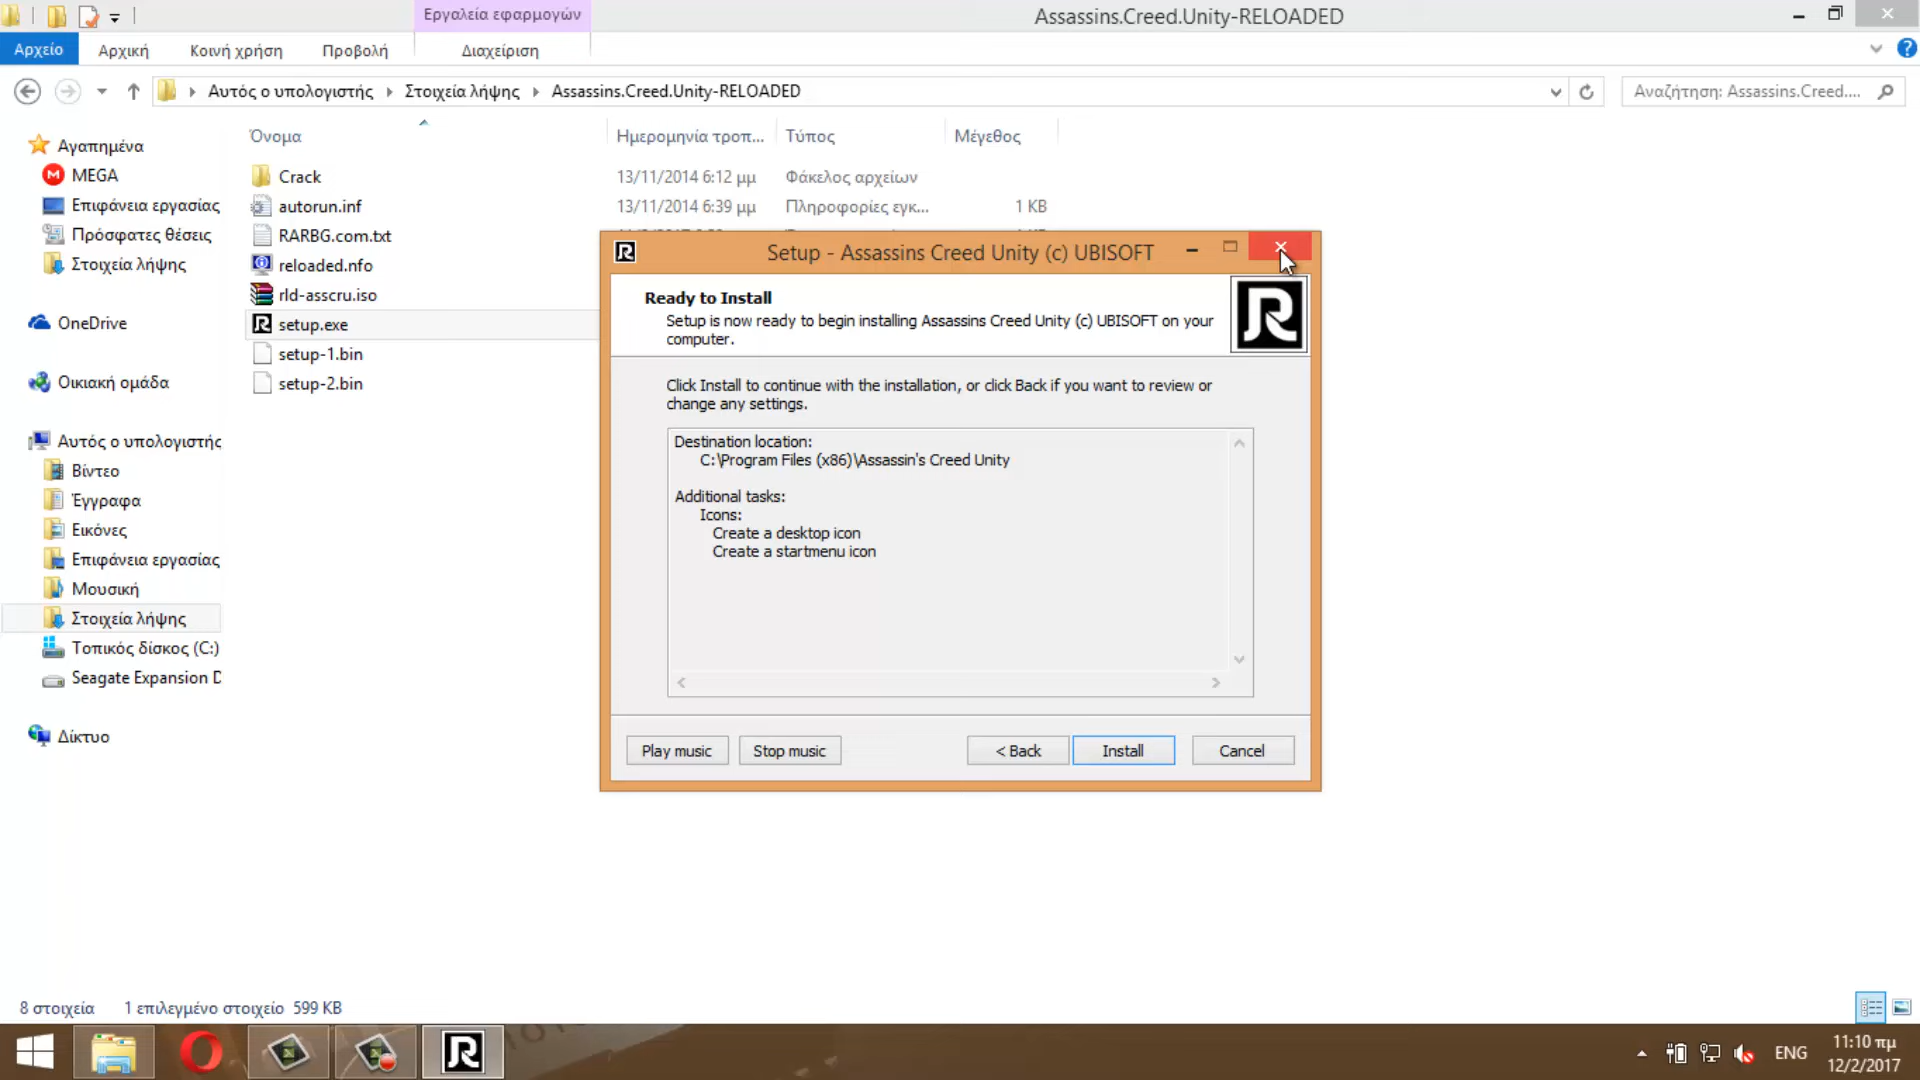 Εργαλεία εφαρμογών
Assassins.Creed.Unity-RELOADED
Αρχείο
Αρχική
Κοινή χρήση
Προβολή
Διαχείριση
Αυτός ο υπολογιστής
Στοιχεία λήψης
Assassins.Creed.Unity-RELOADED
Αναζήτηση: Assassins.Creed....
Όνομα
Ημερομηνία τροπ...
Τύπος
Μέγεθος
Αγαπημένα
MEGA
Επιφάνεια εργασίας
Πρόσφατες θέσεις
Στοιχεία λήψης
OneDrive
Οικιακή ομάδα
Αυτός ο υπολογιστής
Βίντεο
Έγγραφα
Εικόνες
Επιφάνεια εργασίας
Μουσική
Στοιχεία λήψης
Τοπικός δίσκος (C:)
Seagate Expansion D
Δίκτυο
Crack 13/11/2014 6:12 μμ Φάκελος αρχείων
autorun.inf 13/11/2014 6:39 μμ Πληροφορίες εγκ... 1 KB
RARBG.com.txt
reloaded.nfo
rld-asscru.iso
setup.exe
setup-1.bin
setup-2.bin
Setup - Assassins Creed Unity (c) UBISOFT
Ready to Install
Setup is now ready to begin installing Assassins Creed Unity (c) UBISOFT on your
computer.
Click Install to continue with the installation, or click Back if you want to review or
change any settings.
Destination location:
C:\Program Files (x86)\Assassin's Creed Unity
Additional tasks:
Icons:
Create a desktop icon
Create a startmenu icon
Play music
Stop music
< Back
Install
Cancel
8 στοιχεία
1 επιλεγμένο στοιχείο 599 KB
ENG
11:10 πμ
12/2/2017